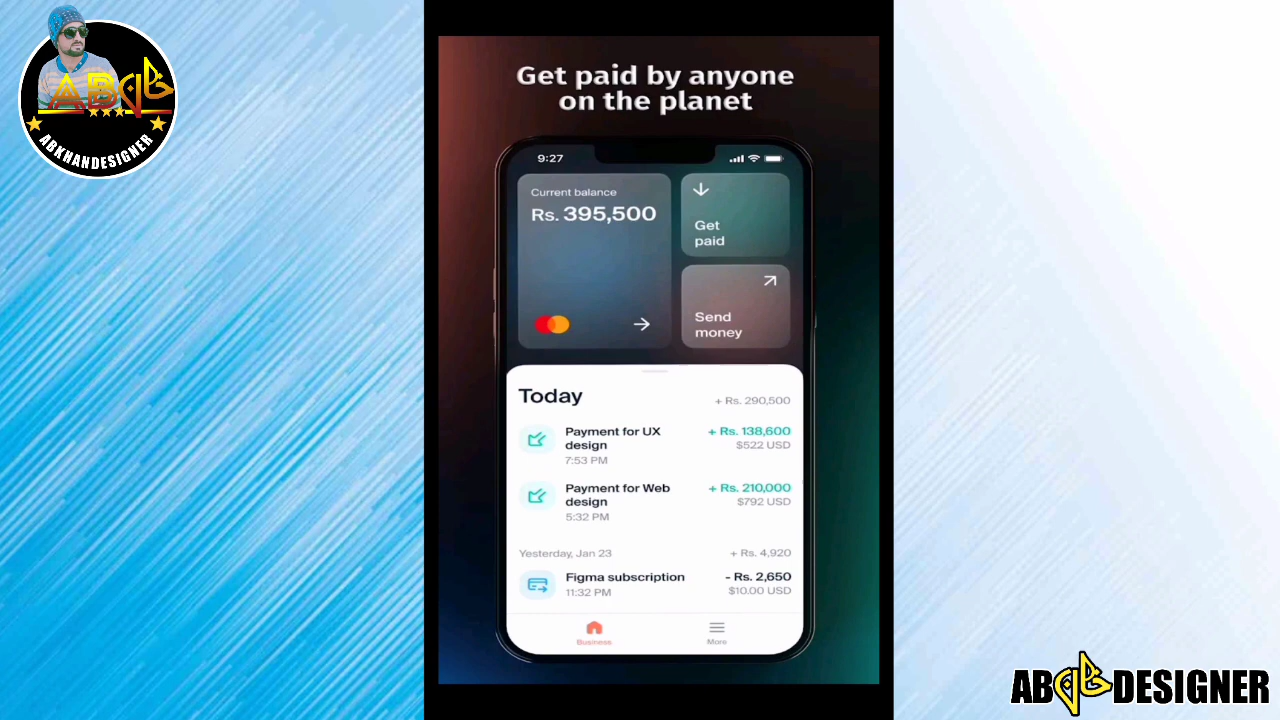 AB
ABKHANDESIGNER
Get paid by anyone
on the planet
9:27
Current balance
Rs. 395,500
Get
paid
Send
money
Today
+ Rs. 290,500
Payment for UX
design
+ Rs. 138,600
$522 USD
7:53 PM
Payment for Web
design
+ Rs. 210,000
$792 USD
5:32 PM
Yesterday, Jan 23
+ Rs. 4,920
Figma subscription
- Rs. 2,650
11:32 PM
$10.00 USD
Business
More
AB
DESIGNER